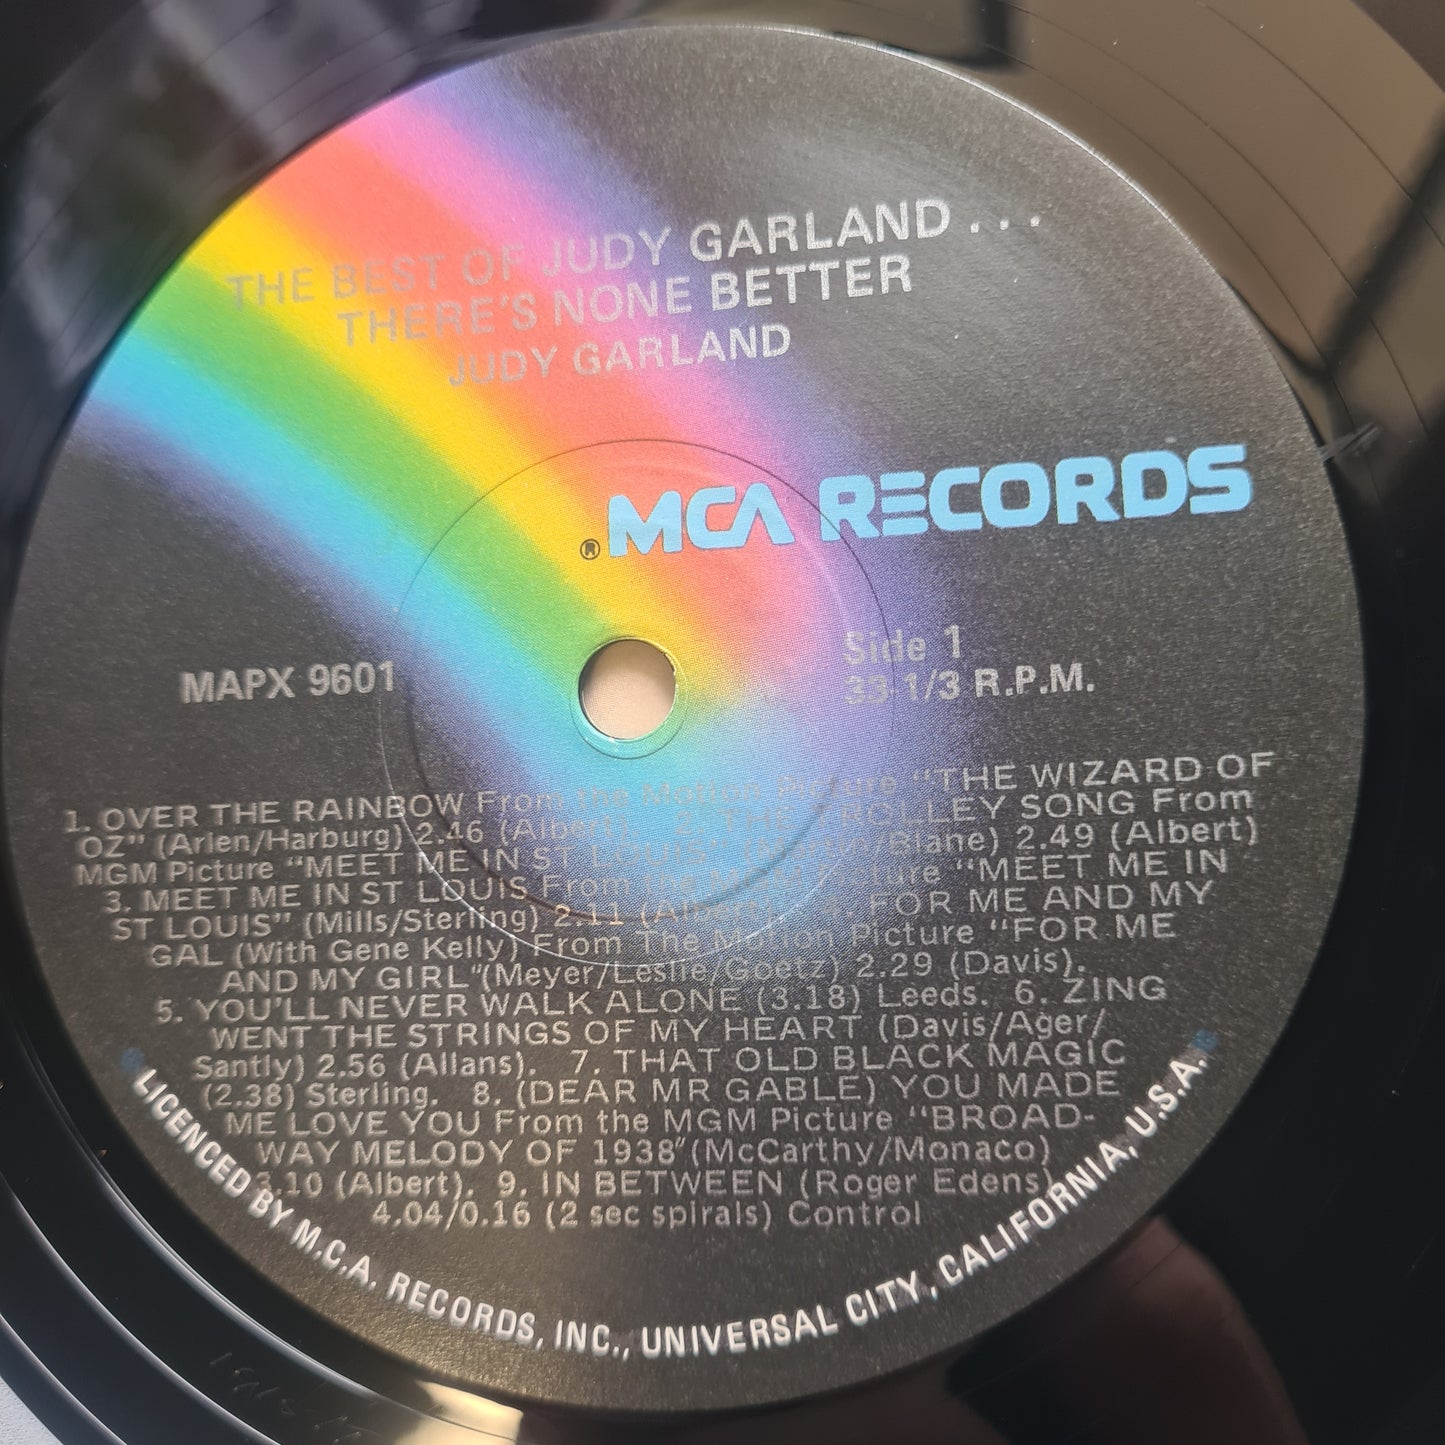 THE BEST OF JUDY GARLAND . . .
THERE'S NONE BETTER
JUDY GARLAND
® MCA RECORDS
MAPX 9601
Side 1
33 1/3 R.P.M.
1. OVER THE RAINBOW From the Motion Picture "THE WIZARD OF
OZ" (Arlen/Harburg) 2.46 (Albert). 2. THE TROLLEY SONG From
MGM Picture "MEET ME IN ST LOUIS" (Martin/Blane) 2.49 (Albert)
3. MEET ME IN ST LOUIS From the MGM Picture "MEET ME IN
ST LOUIS" (Mills/Sterling) 2.11 (Albert). 4. FOR ME AND MY
GAL (With Gene Kelly) From The Motion Picture "FOR ME
AND MY GIRL"(Meyer/Leslie/Goetz) 2.29 (Davis).
5. YOU'LL NEVER WALK ALONE (3.18) Leeds. 6. ZING
WENT THE STRINGS OF MY HEART (Davis/Ager/
Santly) 2.56 (Allans). 7. THAT OLD BLACK MAGIC
(2.38) Sterling. 8. (DEAR MR GABLE) YOU MADE
ME LOVE YOU From the MGM Picture "BROAD-
WAY MELODY OF 1938"(McCarthy/Monaco)
3.10 (Albert). 9. IN BETWEEN (Roger Edens)
4.04/0.16 (2 sec spirals) Control
LICENCED BY M.C.A. RECORDS, INC., UNIVERSAL CITY, CALIFORNIA, U.S.A.